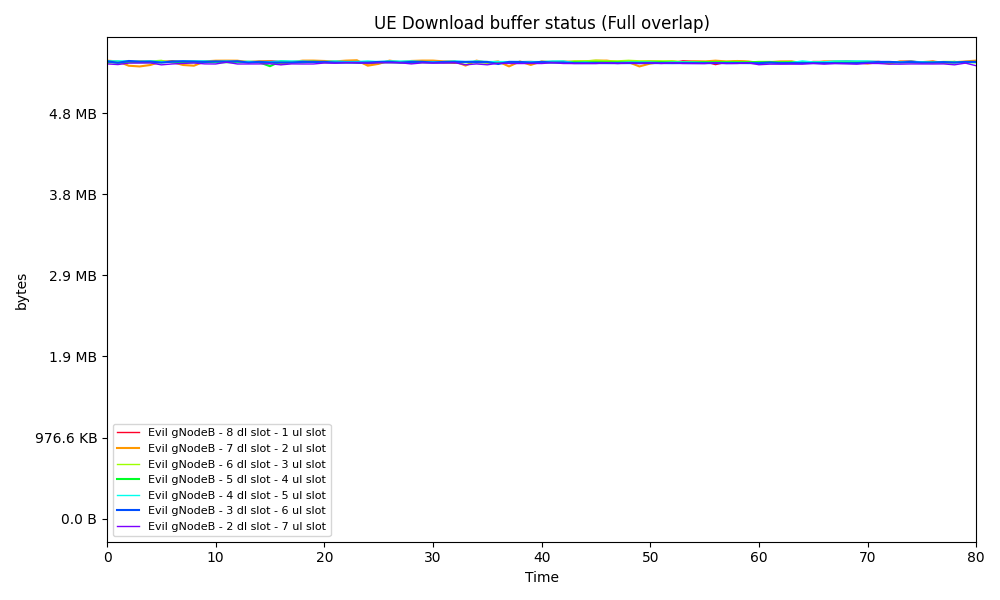 UE Download buffer status (Full overlap)
bytes
4.8 MB
3.8 MB
2.9 MB
1.9 MB
976.6 KB
0.0 B
Evil gNodeB - 8 dl slot - 1 ul slot
Evil gNodeB - 7 dl slot - 2 ul slot
Evil gNodeB - 6 dl slot - 3 ul slot
Evil gNodeB - 5 dl slot - 4 ul slot
Evil gNodeB - 4 dl slot - 5 ul slot
Evil gNodeB - 3 dl slot - 6 ul slot
Evil gNodeB - 2 dl slot - 7 ul slot
0 10 20 30 40 50 60 70 80
Time